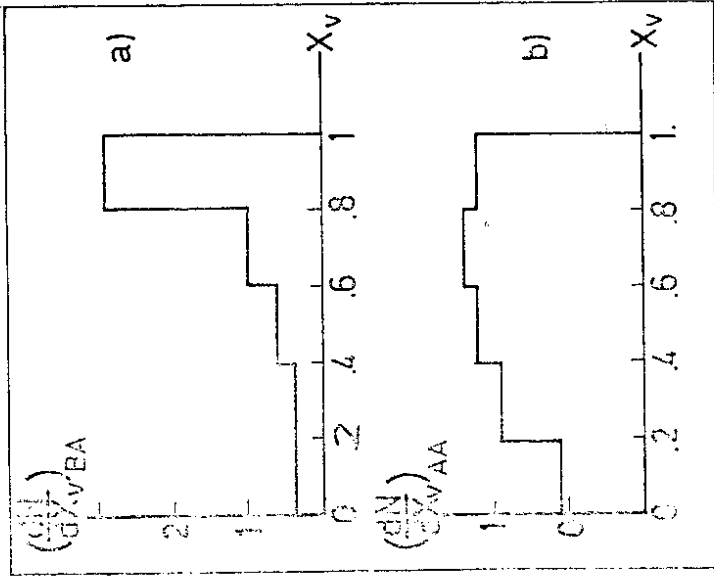 (dN/dXv)BA
a)
2
1
0 .2 .4 .6 .8 1 Xv
(dN/dXv)AA
b)
1
0
0 .2 .4 .6 .8 1. Xv